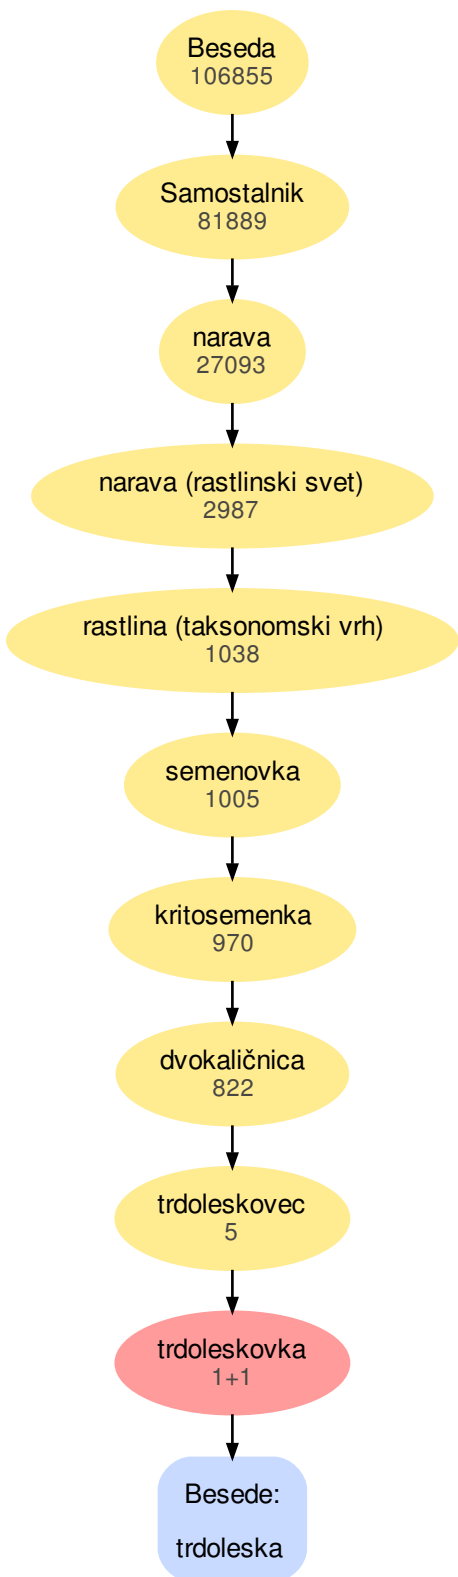 Beseda
106855
Samostalnik
81889
narava
27093
narava (rastlinski svet)
2987
rastlina (taksonomski vrh)
1038
semenovka
1005
kritosemenka
970
dvokaličnica
822
trdoleskovec
5
trdoleskovka
1+1
Besede:
trdoleska